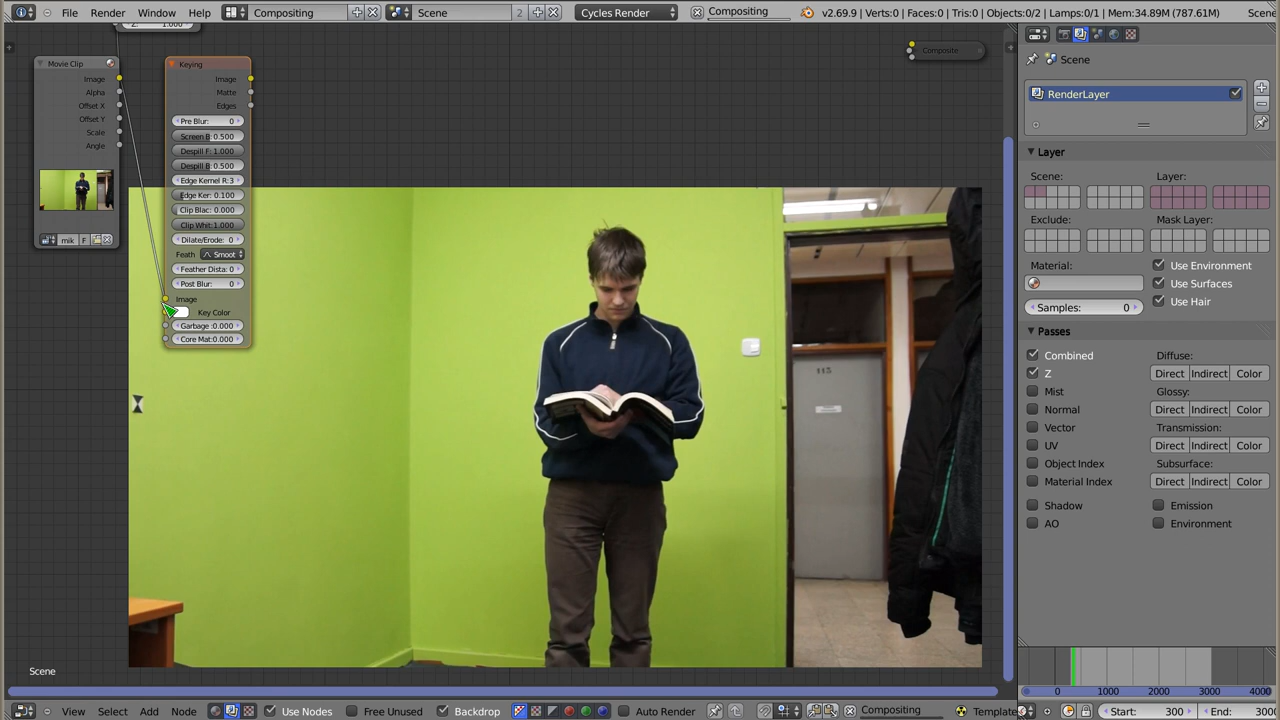 File Render Window Help Compositing Scene 2 Cycles Render Compositing v2.69.9 | Verts:0 | Faces:0 | Tris:0 | Objects:0/2 | Lamps:0/1 | Mem:34.89M (787.61M) Scene
1.000
Movie Clip
Image
Alpha
Offset X
Offset Y
Scale
Angle
mik F
Keying
Image
Matte
Edges
Pre Blur: 0
Screen B: 0.500
Despill F: 1.000
Despill B: 0.500
Edge Kernel R: 3
Edge Ker: 0.100
Clip Blac: 0.000
Clip Whit: 1.000
Dilate/Erode: 0
Feath Smoot
Feather Dista: 0
Post Blur: 0
Image
Key Color
Garbage :0.000
Core Mat:0.000
Composite
113
Scene
Scene
RenderLayer
Layer
Scene: Layer:
Exclude: Mask Layer:
Material:
Use Environment
Use Surfaces
Samples: 0
Use Hair
Passes
Combined Diffuse:
Z Direct Indirect Color
Mist Glossy:
Normal Direct Indirect Color
Vector Transmission:
UV Direct Indirect Color
Object Index Subsurface:
Material Index Direct Indirect Color
Shadow Emission
AO Environment
0 1000 2000 3000 4000
View Select Add Node Use Nodes Free Unused Backdrop Auto Render Compositing Template
Start: 300 End: 300